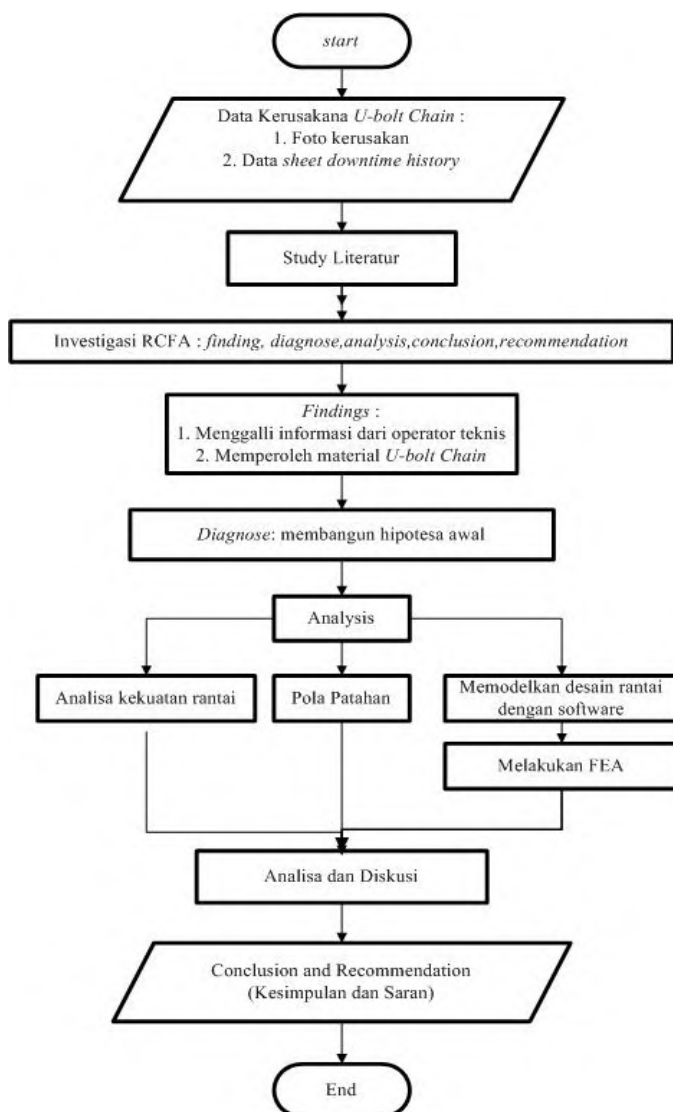 start
Data Kerusakana U-bolt Chain :
1. Foto kerusakan
2. Data sheet downtime history
Study Literatur
Investigasi RCFA : finding, diagnose,analysis,conclusion,recommendation
Findings :
1. Menggalli informasi dari operator teknis
2. Memperoleh material U-bolt Chain
Diagnose: membangun hipotesa awal
Analysis
Analisa kekuatan rantai
Pola Patahan
Memodelkan desain rantai
dengan software
Melakukan FEA
Analisa dan Diskusi
Conclusion and Recommendation
(Kesimpulan dan Saran)
End